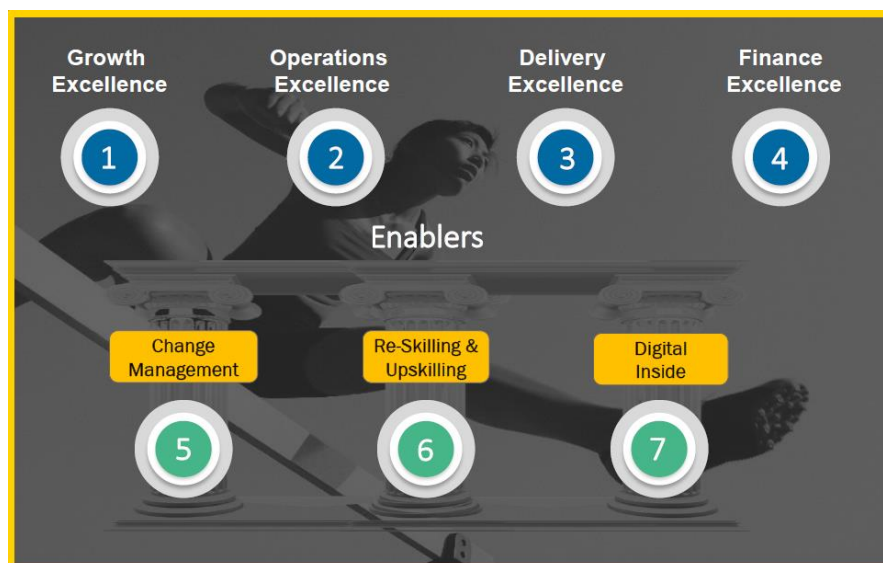 Growth
Excellence
Operations
Excellence
Delivery
Excellence
Finance
Excellence
1
2
3
4
Enablers
Change
Management
Re-Skilling &
Upskilling
Digital
Inside
5
6
7